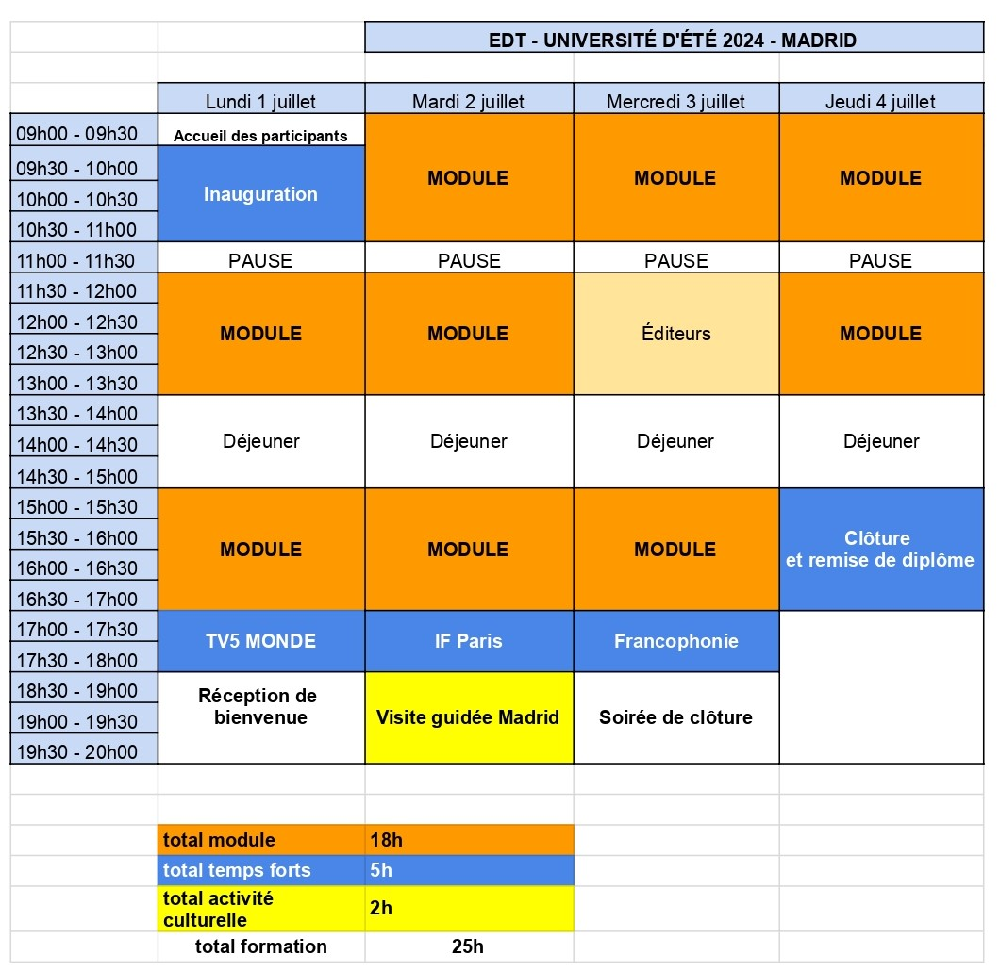 EDT - UNIVERSITÉ D'ÉTÉ 2024 - MADRID
Lundi 1 juillet Mardi 2 juillet Mercredi 3 juillet Jeudi 4 juillet
09h00 - 09h30 Accueil des participants
09h30 - 10h00
MODULE MODULE MODULE
10h00 - 10h30 Inauguration
10h30 - 11h00
11h00 - 11h30 PAUSE PAUSE PAUSE PAUSE
11h30 - 12h00
12h00 - 12h30
MODULE MODULE Éditeurs MODULE
12h30 - 13h00
13h00 - 13h30
13h30 - 14h00
14h00 - 14h30 Déjeuner Déjeuner Déjeuner Déjeuner
14h30 - 15h00
15h00 - 15h30
15h30 - 16h00
MODULE MODULE MODULE Clôture
et remise de diplôme
16h00 - 16h30
16h30 - 17h00
17h00 - 17h30
TV5 MONDE IF Paris Francophonie
17h30 - 18h00
18h30 - 19h00
Réception de
bienvenue Visite guidée Madrid Soirée de clôture
19h00 - 19h30
19h30 - 20h00
total module 18h
total temps forts 5h
total activité
culturelle 2h
total formation 25h